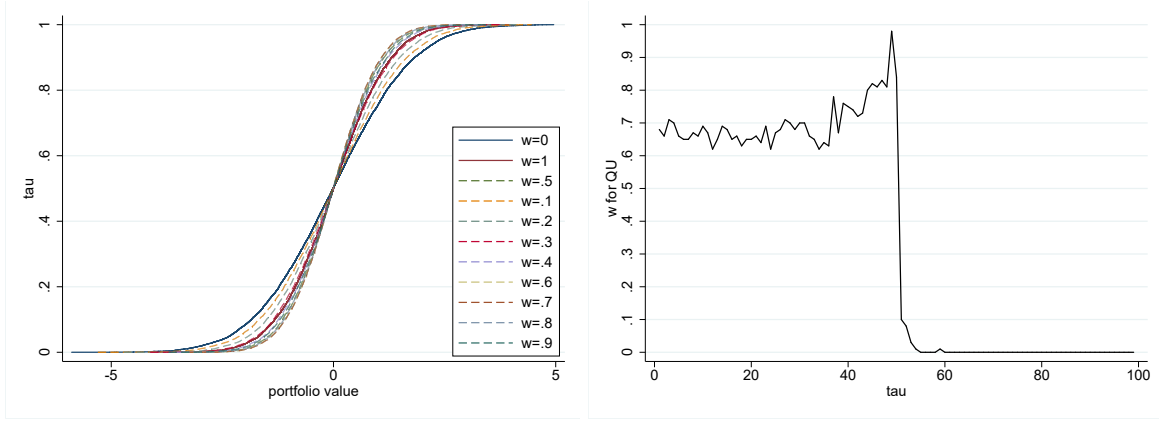 1
.8
.6
.4
.2
0
tau
-5
0
5
portfolio value
w=0
w=1
w=.5
w=.1
w=.2
w=.3
w=.4
w=.6
w=.7
w=.8
w=.9
1
.9
.8
.7
.6
.5
.4
.3
.2
.1
0
w for QU
0
20
40
60
80
100
tau